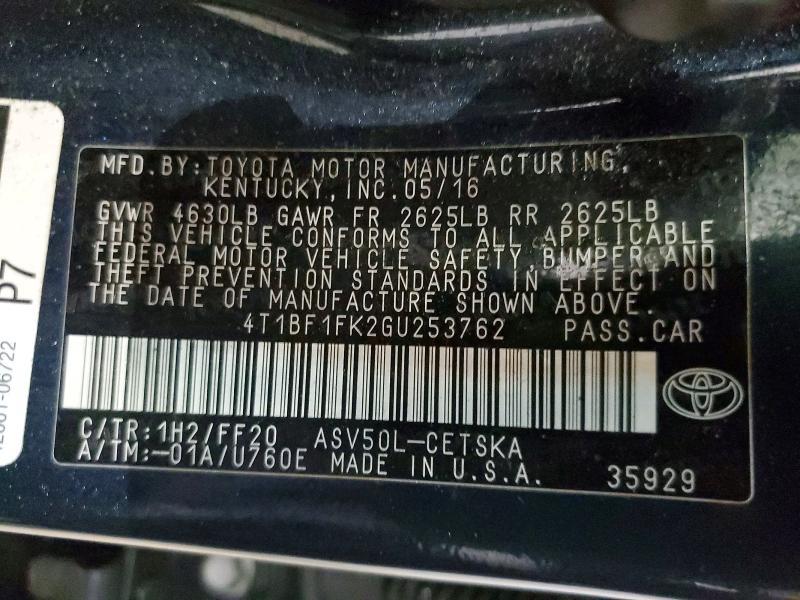 MFD.BY:TOYOTA MOTOR MANUFACTURING,
KENTUCKY, INC.05/16
GVWR 4630LB GAWR FR 2625LB RR 2625LB
THIS VEHICLE CONFORMS TO ALL APPLICABLE
FEDERAL MOTOR VEHICLE SAFETY, BUMPER AND
THEFT PREVENTION STANDARDS IN EFFECT ON
THE DATE OF MANUFACTURE SHOWN ABOVE.
4T1BF1FK2GU253762 PASS.CAR
C/TR:1H2/FF20 ASV50L-CETSKA
A/TM:-01A/U760E MADE IN U.S.A. 35929
P7